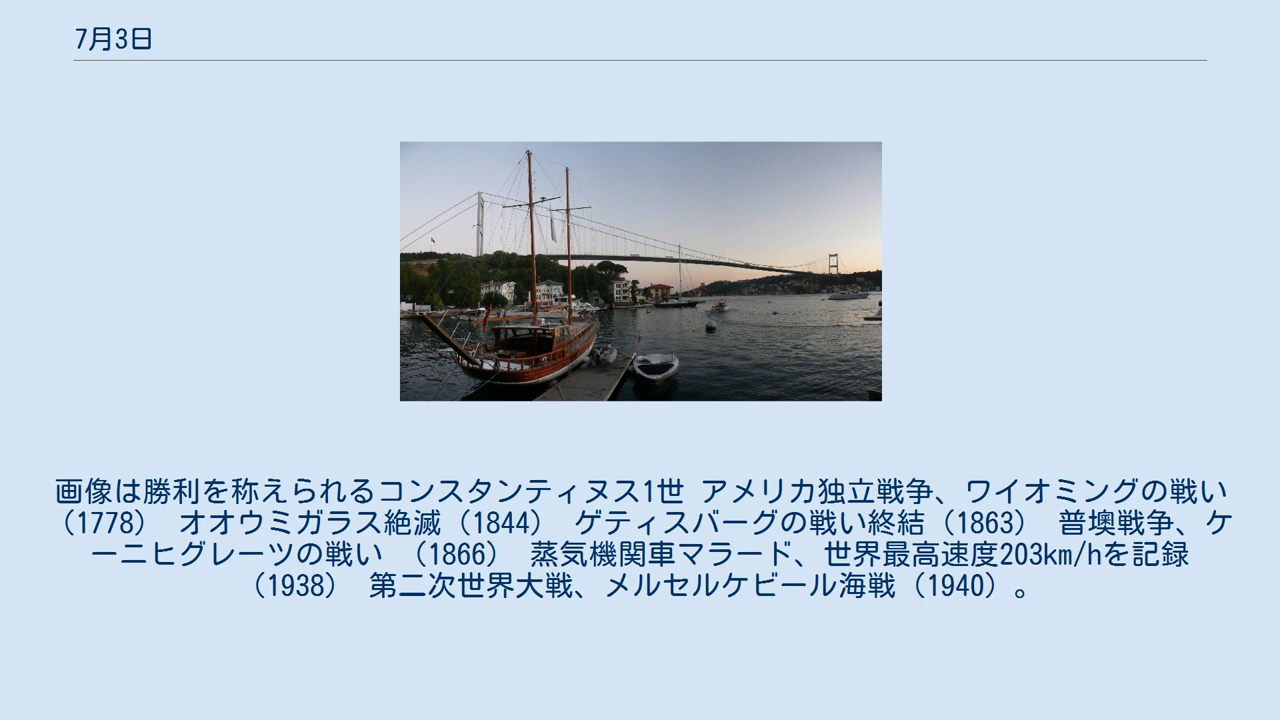 7月3日
画像は勝利を称えられるコンスタンティヌス1世 アメリカ独立戦争、ワイオミングの戦い
（1778） オオウミガラス絶滅（1844） ゲティスバーグの戦い終結（1863） 普墺戦争、ケ
ーニヒグレーツの戦い （1866） 蒸気機関車マラード、世界最高速度203km/hを記録
（1938） 第二次世界大戦、メルセルケビール海戦（1940）。